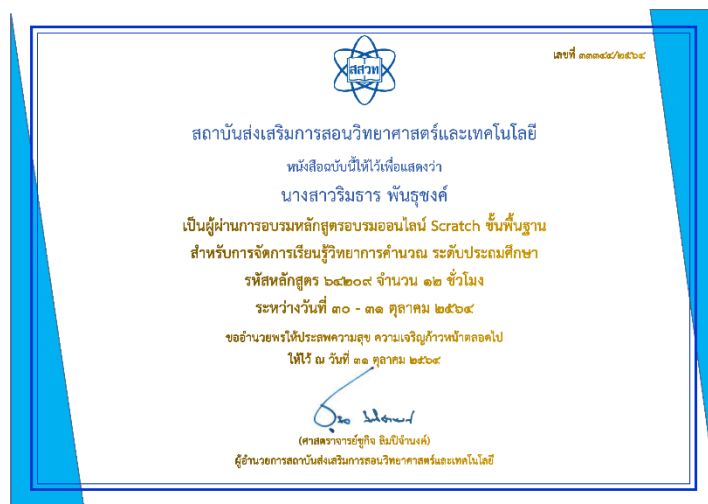 เลขที่ ๓๓๓๔๔/๒๕๖๔
สสวท
สถาบันส่งเสริมการสอนวิทยาศาสตร์และเทคโนโลยี
หนังสือฉบับนี้ให้ไว้เพื่อแสดงว่า
นางสาวริมธาร พันธุชงค์
เป็นผู้ผ่านการอบรมหลักสูตรอบรมออนไลน์ Scratch ขั้นพื้นฐาน
สำหรับการจัดการเรียนรู้วิทยาการคำนวณ ระดับประถมศึกษา
รหัสหลักสูตร ๖๔๒๐๙ จำนวน ๑๒ ชั่วโมง
ระหว่างวันที่ ๓๐ - ๓๑ ตุลาคม ๒๕๖๔
ขออำนวยพรให้ประสพความสุข ความเจริญก้าวหน้าตลอดไป
ให้ไว้ ณ วันที่ ๓๑ ตุลาคม ๒๕๖๔
(ศาสตราจารย์ชูกิจ ลิมปิจำนงค์)
ผู้อำนวยการสถาบันส่งเสริมการสอนวิทยาศาสตร์และเทคโนโลยี